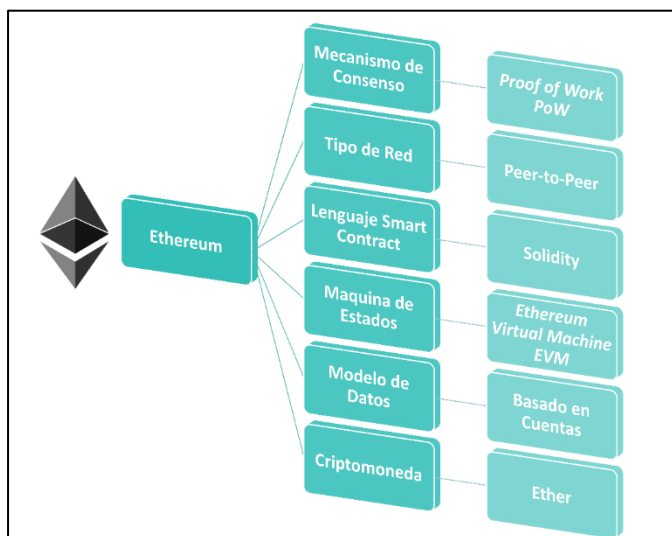 Ethereum
Mecanismo de
Consenso
Proof of Work
PoW
Tipo de Red
Peer-to-Peer
Lenguaje Smart
Contract
Solidity
Maquina de
Estados
Ethereum
Virtual Machine
EVM
Modelo de
Datos
Basado en
Cuentas
Criptomoneda
Ether